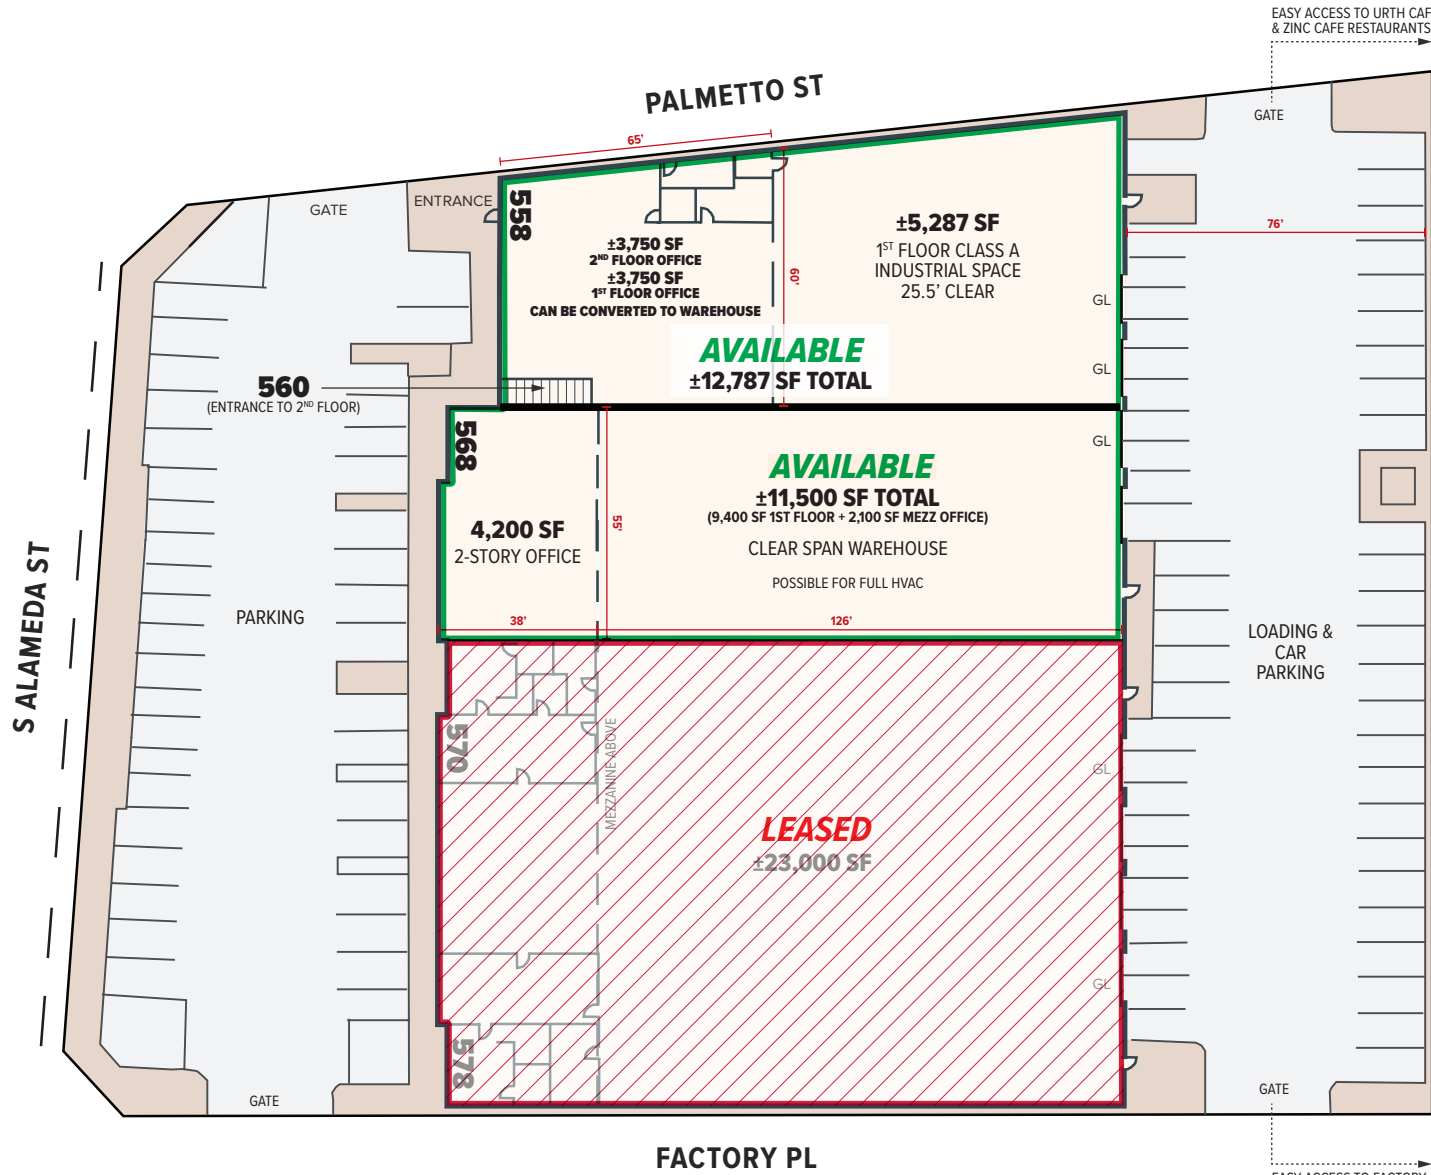 EASY ACCESS TO URTH CAF
& ZINC CAFE RESTAURANTS
PALMETTO ST
GATE
65'
ENTRANCE
GATE
558
±5,287 SF
1ST FLOOR CLASS A
INDUSTRIAL SPACE
25.5' CLEAR
76'
±3,750 SF
2ND FLOOR OFFICE
±3,750 SF
1ST FLOOR OFFICE
CAN BE CONVERTED TO WAREHOUSE
60'
GL
AVAILABLE
±12,787 SF TOTAL
GL
560
(ENTRANCE TO 2ND FLOOR)
568
GL
AVAILABLE
±11,500 SF TOTAL
(9,400 SF 1ST FLOOR + 2,100 SF MEZZ OFFICE)
4,200 SF
2-STORY OFFICE
55'
CLEAR SPAN WAREHOUSE
POSSIBLE FOR FULL HVAC
38'
126'
PARKING
S ALAMEDA ST
LOADING &
CAR
PARKING
570
MEZZANINE ABOVE
GL
LEASED
±23,000 SF
GL
578
GATE
GATE
FACTORY PL
EASY ACCESS TO FACTORY